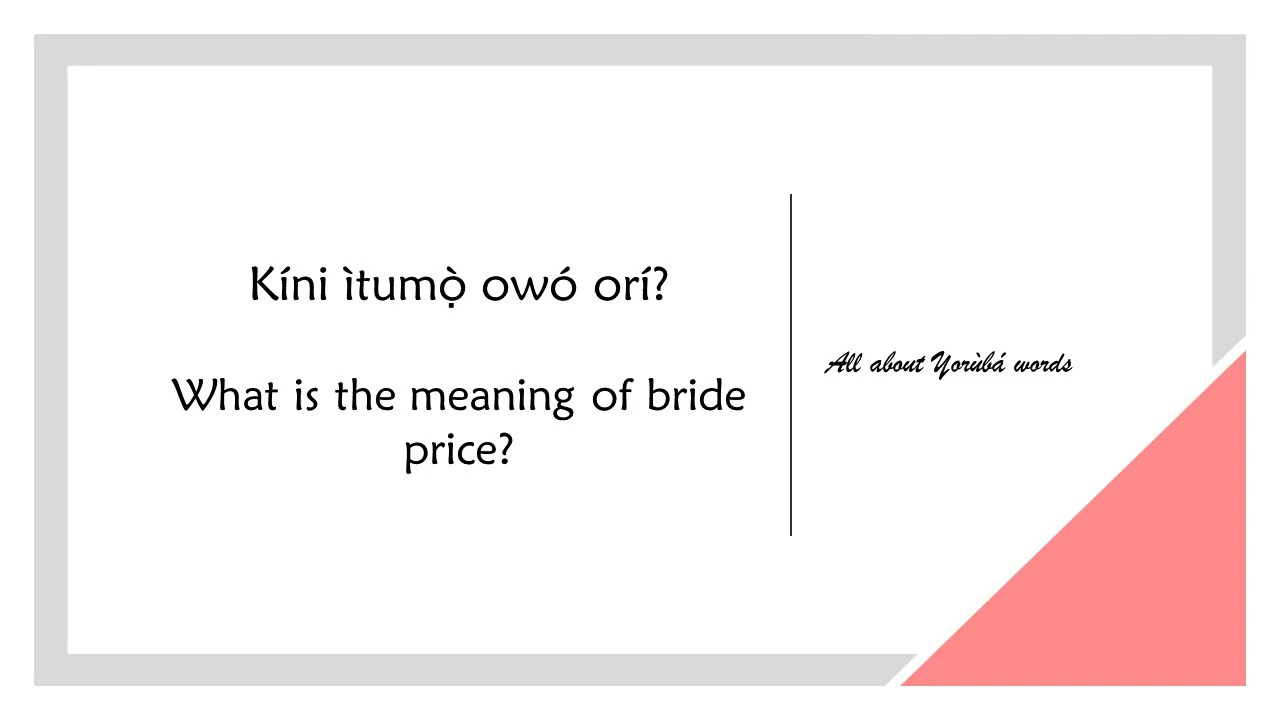 Kíni ìtumọ̀ owó orí?
What is the meaning of bride
price?
All about Yorùbá words